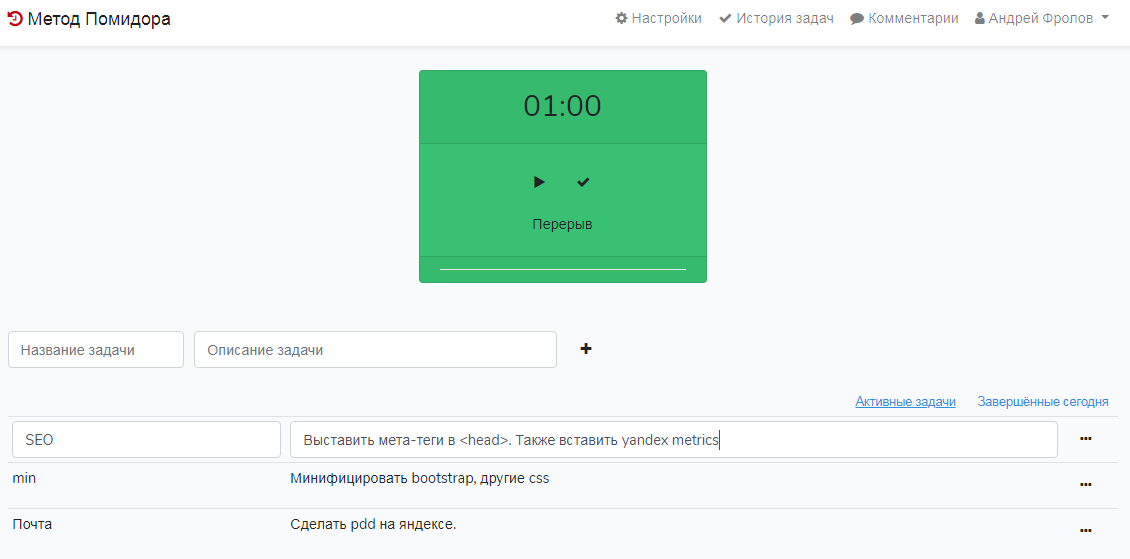 Метод Помидора
Настройки История задач Комментарии Андрей Фролов
01:00
Перерыв
Название задачи Описание задачи
Активные задачи Завершённые сегодня
SEO Выставить мета-теги в <head>. Также вставить yandex metrics
min Минифицировать bootstrap, другие css
Почта Сделать pdd на яндексе.